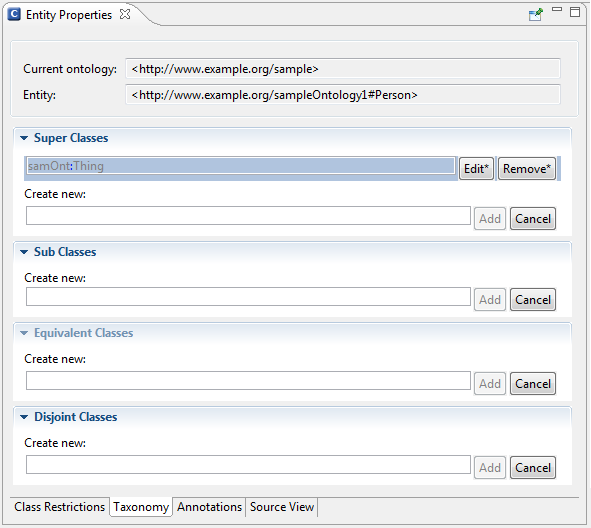 C Entity Properties
Current ontology: <http://www.example.org/sample>
Entity: <http://www.example.org/sampleOntology1#Person>
Super Classes
samOnt:Thing Edit* Remove*
Create new:
Add Cancel
Sub Classes
Create new:
Add Cancel
Equivalent Classes
Create new:
Add Cancel
Disjoint Classes
Create new:
Add Cancel
Class Restrictions Taxonomy Annotations Source View